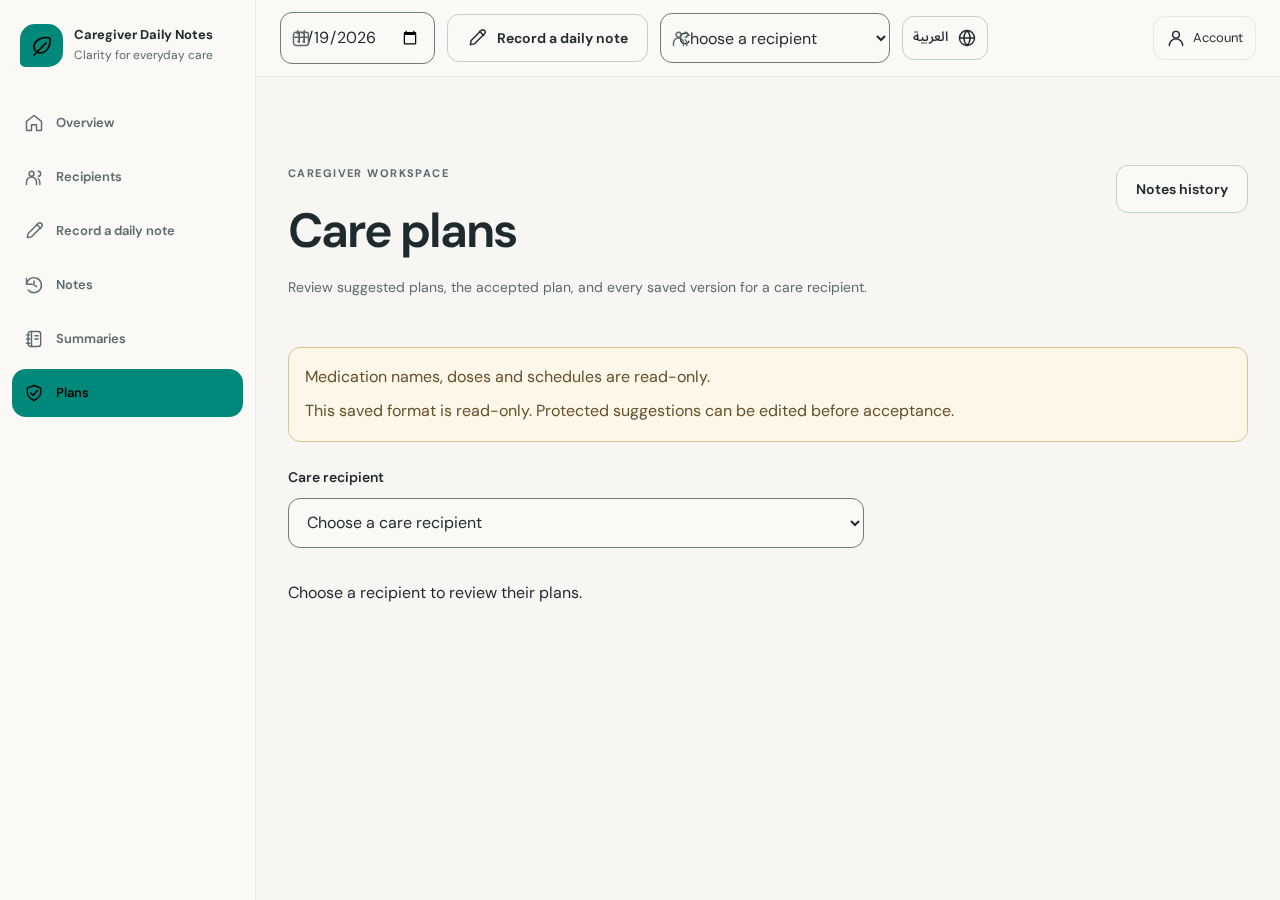 Caregiver Daily Notes
Clarity for everyday care
Overview
Recipients
Record a daily note
Notes
Summaries
Plans
/19/2026
Record a daily note
hoose a recipient
العربية
Account
CAREGIVER WORKSPACE
Care plans
Review suggested plans, the accepted plan, and every saved version for a care recipient.
Notes history
Medication names, doses and schedules are read-only.
This saved format is read-only. Protected suggestions can be edited before acceptance.
Care recipient
Choose a care recipient
Choose a recipient to review their plans.